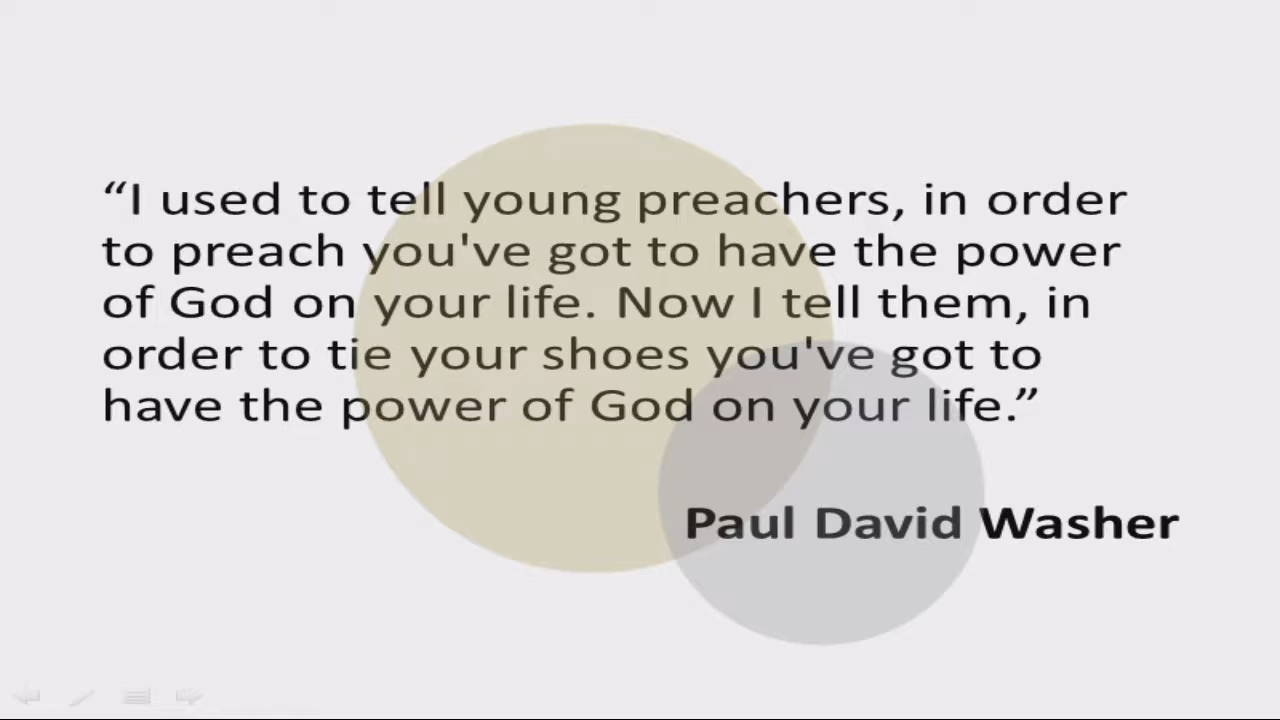 “I used to tell young preachers, in order
to preach you've got to have the power
of God on your life. Now I tell them, in
order to tie your shoes you've got to
have the power of God on your life.”
Paul David Washer